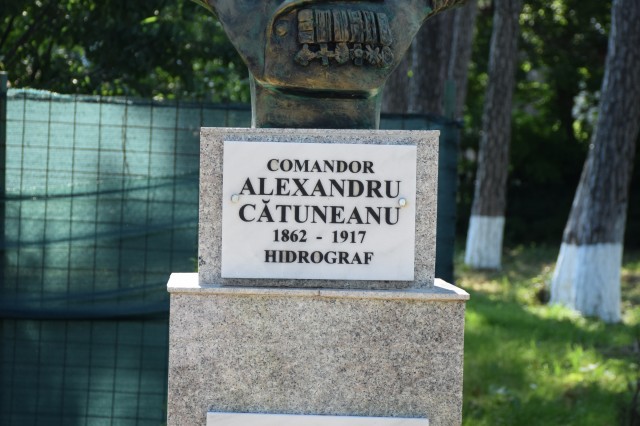 COMANDOR
ALEXANDRU
CĂTUNEANU
1862 - 1917
HIDROGRAF